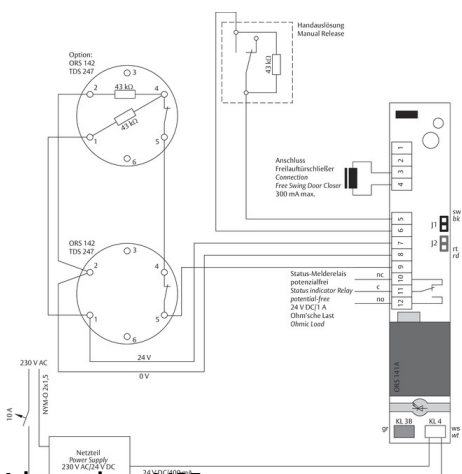 Handauslösung
Manual Release
43 kΩ
Option:
ORS 142
TDS 247
3
2
43 kΩ
4
43 kΩ
1
5
6
1
2
3
4
Anschluss
Freilauftürschließer
Connection
Free Swing Door Closer
300 mA max.
5
6
7
8
9
10
11
12
J1
J2
sw
bk
rt
rd
ORS 142
TDS 247
3
2
4
1
5
6
Status-Melderelais
potenzialfrei
Status indicator Relay
potential-free
24 V DC/1 A
Ohm'sche Last
Ohmic Load
nc
c
no
24 V
0 V
ORS 141A
230 V AC
NYM-O 2x1,5
10 A
gr
KL 3B
KL 4
ws
wt
Netzteil
Power Supply
230 V AC/24 V DC
24 V DC/400 mA